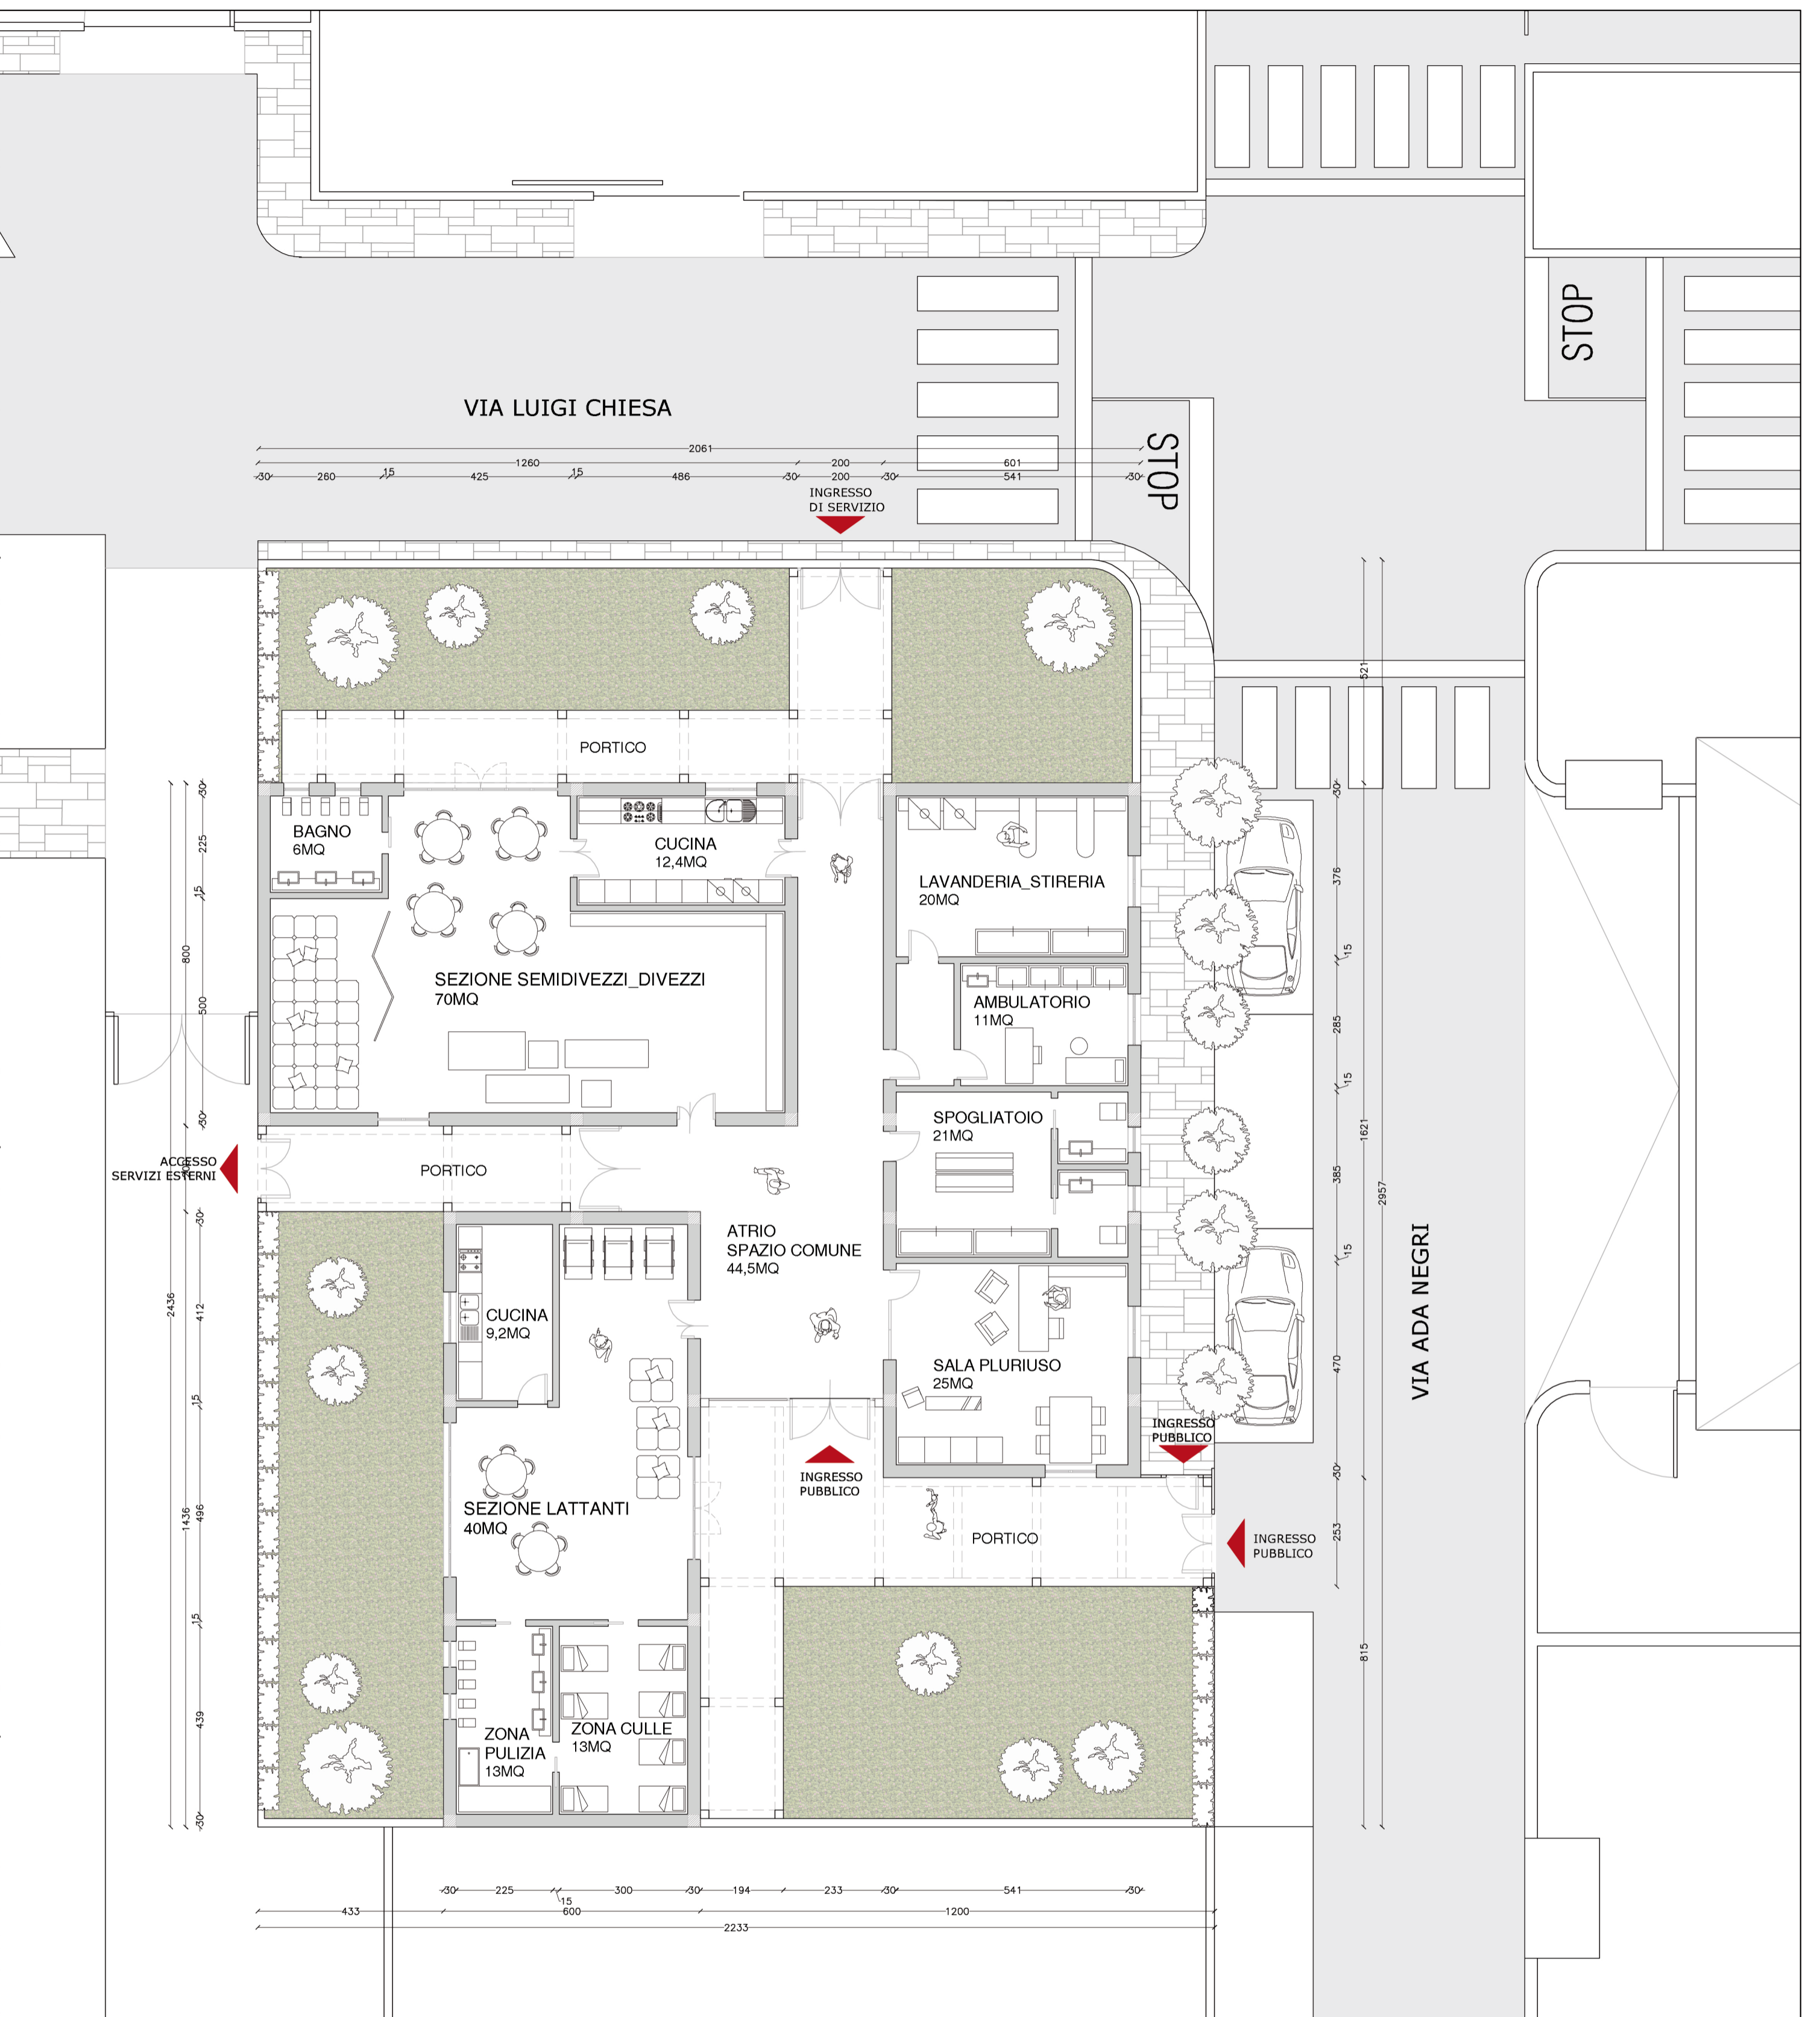 STOP
VIA LUIGI CHIESA
STOP
2061
1260
200
601
30
260
15
425
15
486
30
200
30
541
30
INGRESSO
DI SERVIZIO
PORTICO
521
30
225
15
800
500
30
BAGNO
6MQ
CUCINA
12,4MQ
LAVANDERIA_STIRERIA
20MQ
30
376
15
SEZIONE SEMIDIVEZZI_DIVEZZI
70MQ
AMBULATORIO
11MQ
285
15
SPOGLIATOIO
21MQ
1621
385
15
2957
ACCESSO
SERVIZI ESTERNI
PORTICO
ATRIO
SPAZIO COMUNE
44,5MQ
VIA ADA NEGRI
30
2436
412
15
CUCINA
9,2MQ
SALA PLURIUSO
25MQ
470
30
INGRESSO
PUBBLICO
INGRESSO
PUBBLICO
1436
496
15
SEZIONE LATTANTI
40MQ
PORTICO
INGRESSO
PUBBLICO
253
815
439
30
ZONA
PULIZIA
13MQ
ZONA CULLE
13MQ
30
225
15
300
30
194
233
30
541
30
433
600
1200
2233